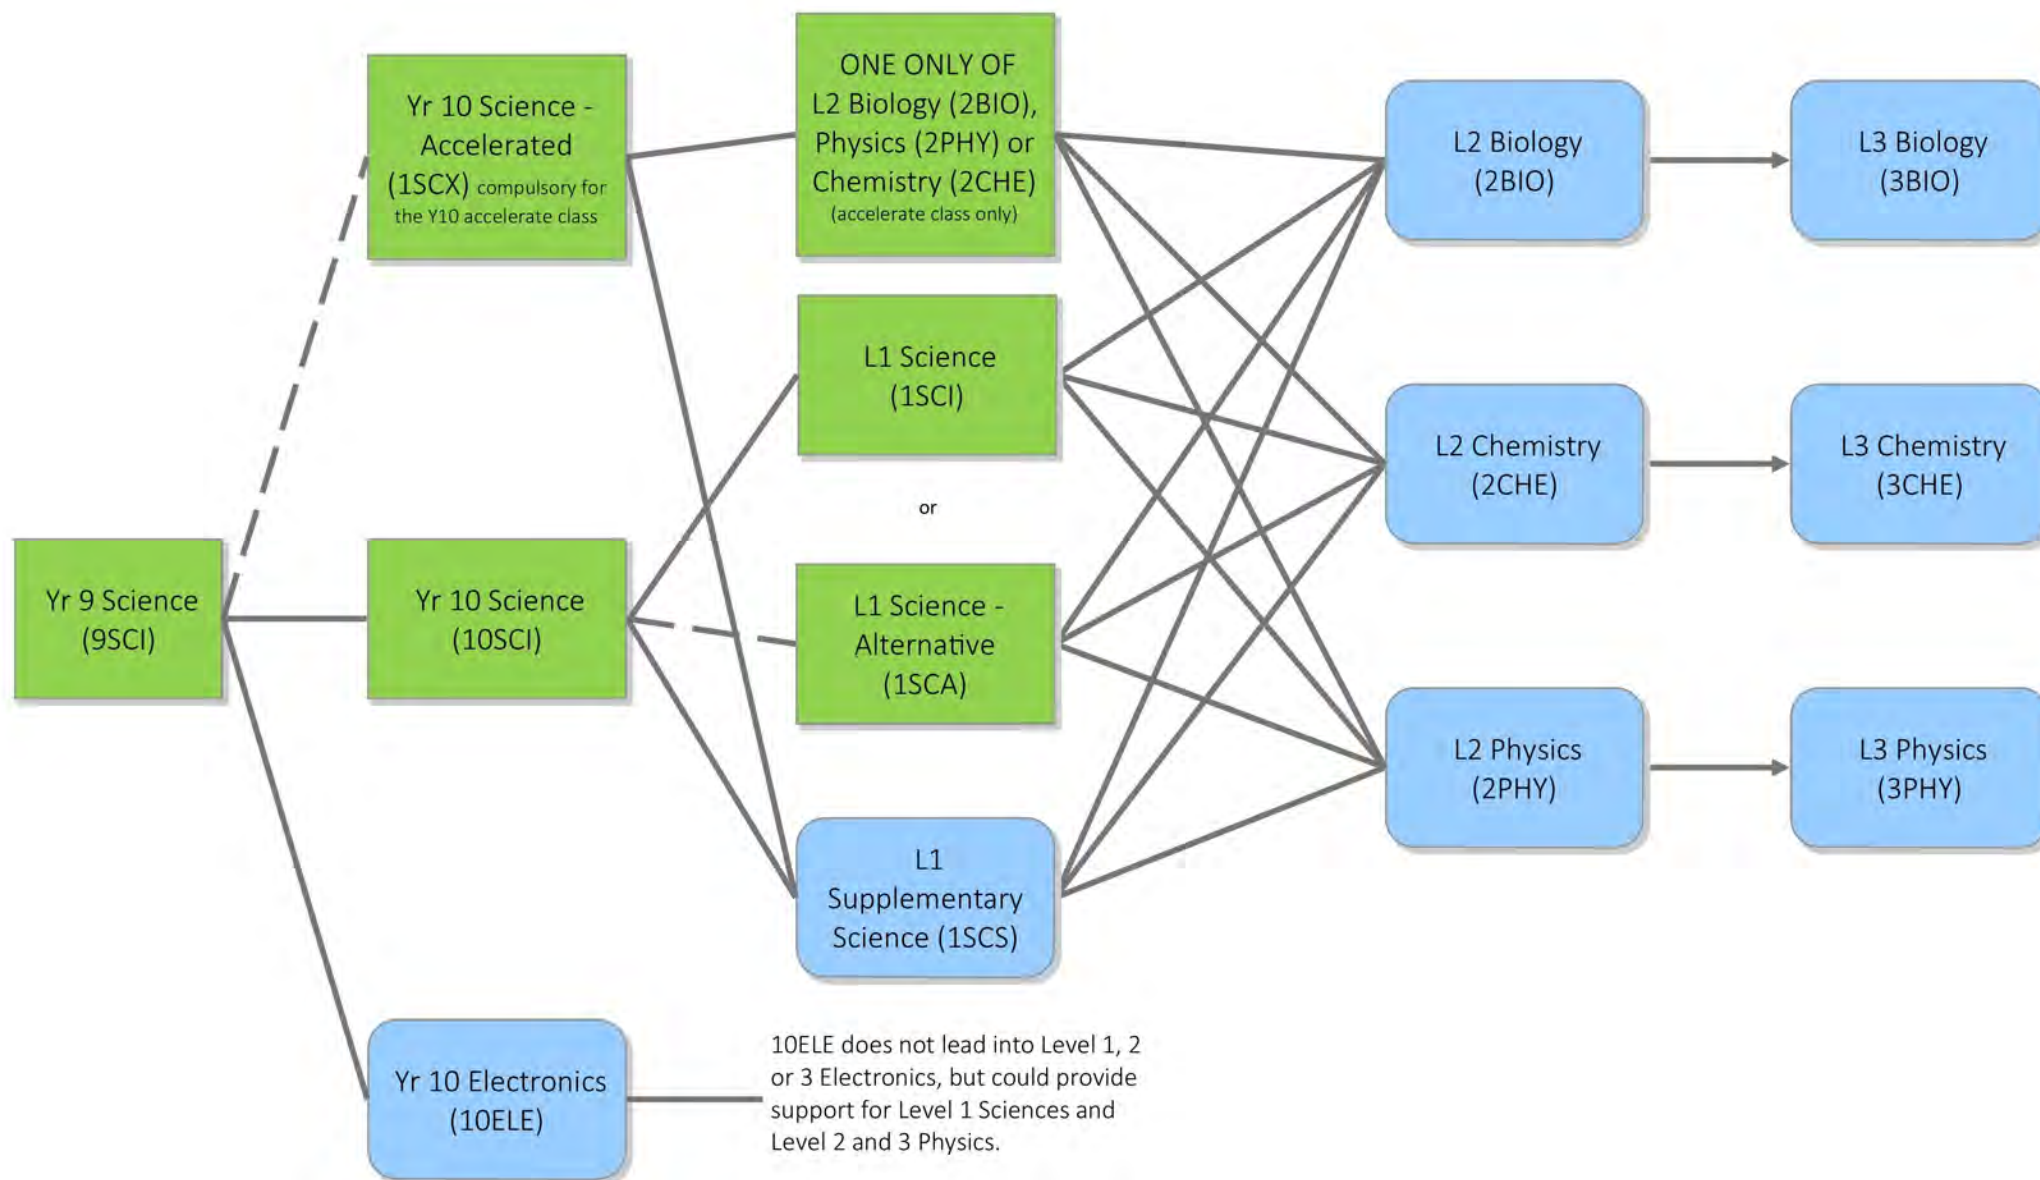 Yr 10 Science -
Accelerated
(1SCX) compulsory for
the Y10 accelerate class
ONE ONLY OF
L2 Biology (2BIO),
Physics (2PHY) or
Chemistry (2CHE)
(accelerate class only)
L2 Biology
(2BIO)
L3 Biology
(3BIO)
L1 Science
(1SCI)
or
L2 Chemistry
(2CHE)
L3 Chemistry
(3CHE)
Yr 9 Science
(9SCI)
Yr 10 Science
(10SCI)
L1 Science -
Alternative
(1SCA)
L2 Physics
(2PHY)
L3 Physics
(3PHY)
L1
Supplementary
Science (1SCS)
Yr 10 Electronics
(10ELE)
10ELE does not lead into Level 1, 2
or 3 Electronics, but could provide
support for Level 1 Sciences and
Level 2 and 3 Physics.